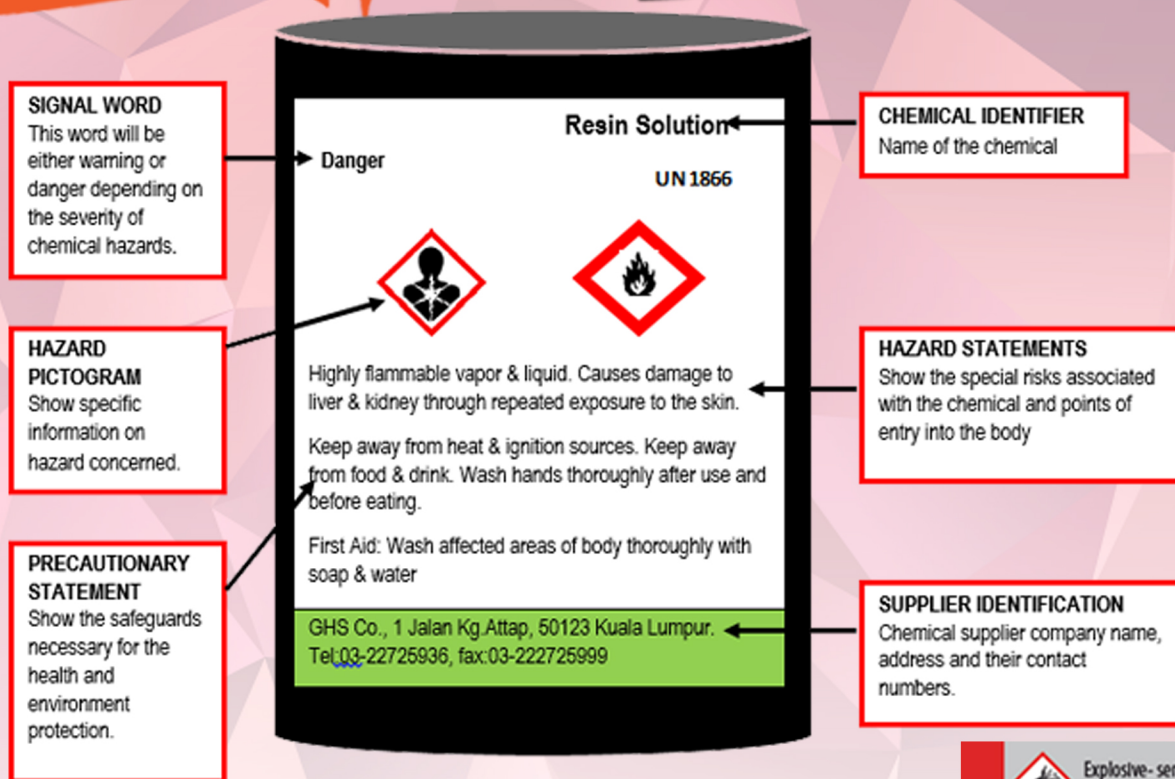 SIGNAL WORD
This word will be
either warning or
danger depending on
the severity of
chemical hazards.
HAZARD
PICTOGRAM
Show specific
information on
hazard concerned.
PRECAUTIONARY
STATEMENT
Show the safeguards
necessary for the
health and
environment
protection.
Resin Solution
Danger
UN 1866
Highly flammable vapor & liquid. Causes damage to
liver & kidney through repeated exposure to the skin.
Keep away from heat & ignition sources. Keep away
from food & drink. Wash hands thoroughly after use and
before eating.
First Aid: Wash affected areas of body thoroughly with
soap & water
GHS Co., 1 Jalan Kg.Attap, 50123 Kuala Lumpur.
Tel:03-22725936, fax:03-222725999
CHEMICAL IDENTIFIER
Name of the chemical
HAZARD STATEMENTS
Show the special risks associated
with the chemical and points of
entry into the body
SUPPLIER IDENTIFICATION
Chemical supplier company name,
address and their contact
numbers.
Explosive-